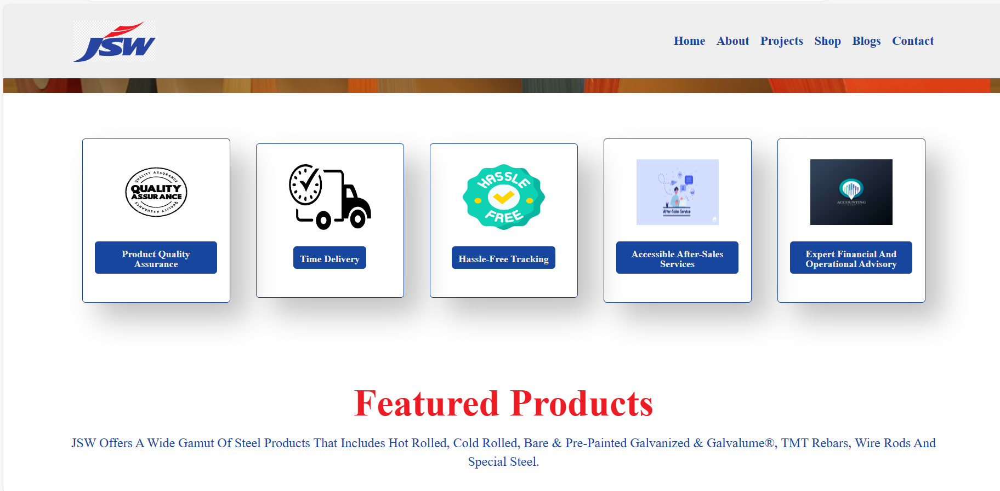 JSW
Home About Projects Shop Blogs Contact
QUALITY ASSURANCE
QUALITY
ASSURANCE
QUALITY ASSURANCE
HASSLE
FREE
After-Sales Service
ACCOUNTING
Product Quality
Assurance
Time Delivery
Hassle-Free Tracking
Accessible After-Sales
Services
Expert Financial And
Operational Advisory
Featured Products
JSW Offers A Wide Gamut Of Steel Products That Includes Hot Rolled, Cold Rolled, Bare & Pre-Painted Galvanized & Galvalume®, TMT Rebars, Wire Rods And
Special Steel.